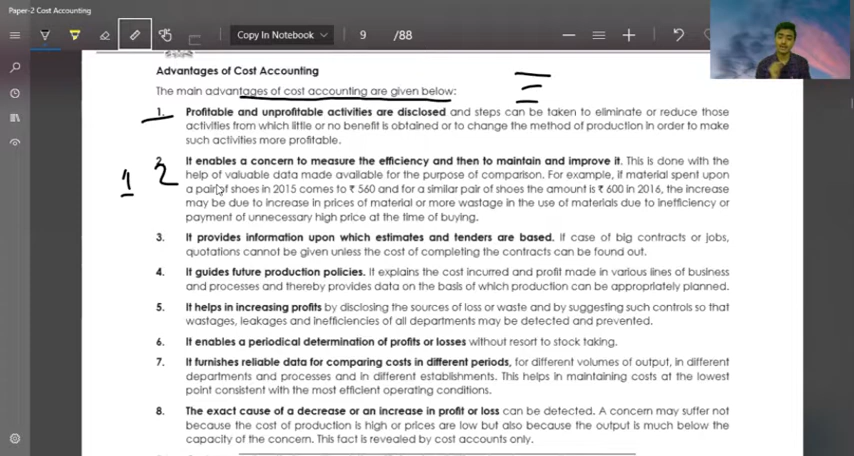 Paper-2 Cost Accounting
Copy In Notebook
9 /88
Advantages of Cost Accounting
The main advantages of cost accounting are given below:
1. Profitable and unprofitable activities are disclosed and steps can be taken to eliminate or reduce those
activities from which little or no benefit is obtained or to change the method of production in order to make
such activities more profitable.
2. It enables a concern to measure the efficiency and then to maintain and improve it. This is done with the
help of valuable data made available for the purpose of comparison. For example, if material spent upon
a pair of shoes in 2015 comes to ₹ 560 and for a similar pair of shoes the amount is ₹ 600 in 2016, the increase
may be due to increase in prices of material or more wastage in the use of materials due to inefficiency or
payment of unnecessary high price at the time of buying.
1 2
3. It provides information upon which estimates and tenders are based. If case of big contracts or jobs,
quotations cannot be given unless the cost of completing the contracts can be found out.
4. It guides future production policies. It explains the cost incurred and profit made in various lines of business
and processes and thereby provides data on the basis of which production can be appropriately planned.
5. It helps in increasing profits by disclosing the sources of loss or waste and by suggesting such controls so that
wastages, leakages and inefficiencies of all departments may be detected and prevented.
6. It enables a periodical determination of profits or losses without resort to stock taking.
7. It furnishes reliable data for comparing costs in different periods, for different volumes of output, in different
departments and processes and in different establishments. This helps in maintaining costs at the lowest
point consistent with the most efficient operating conditions.
8. The exact cause of a decrease or an increase in profit or loss can be detected. A concern may suffer not
because the cost of production is high or prices are low but also because the output is much below the
capacity of the concern. This fact is revealed by cost accounts only.